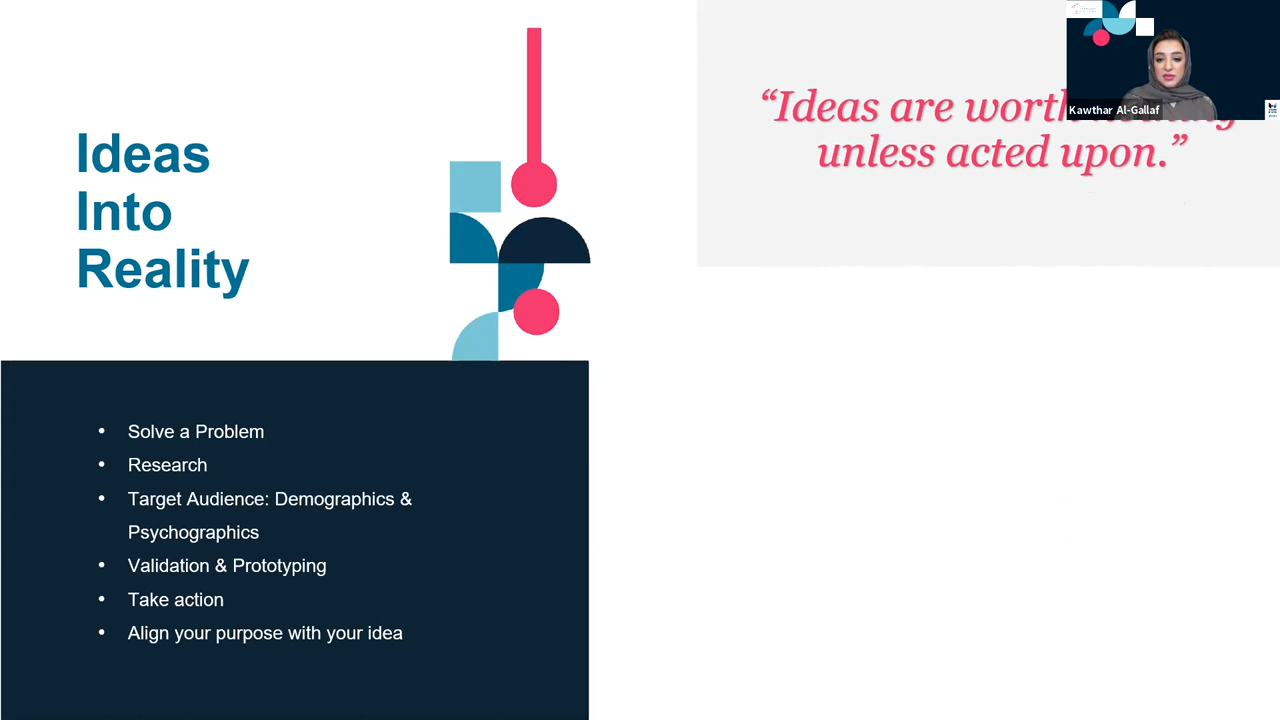 Ideas
Into
Reality
“Ideas are worth
unless acted upon.”
Kawthar Al-Gallaf
• Solve a Problem
• Research
• Target Audience: Demographics &
Psychographics
• Validation & Prototyping
• Take action
• Align your purpose with your idea